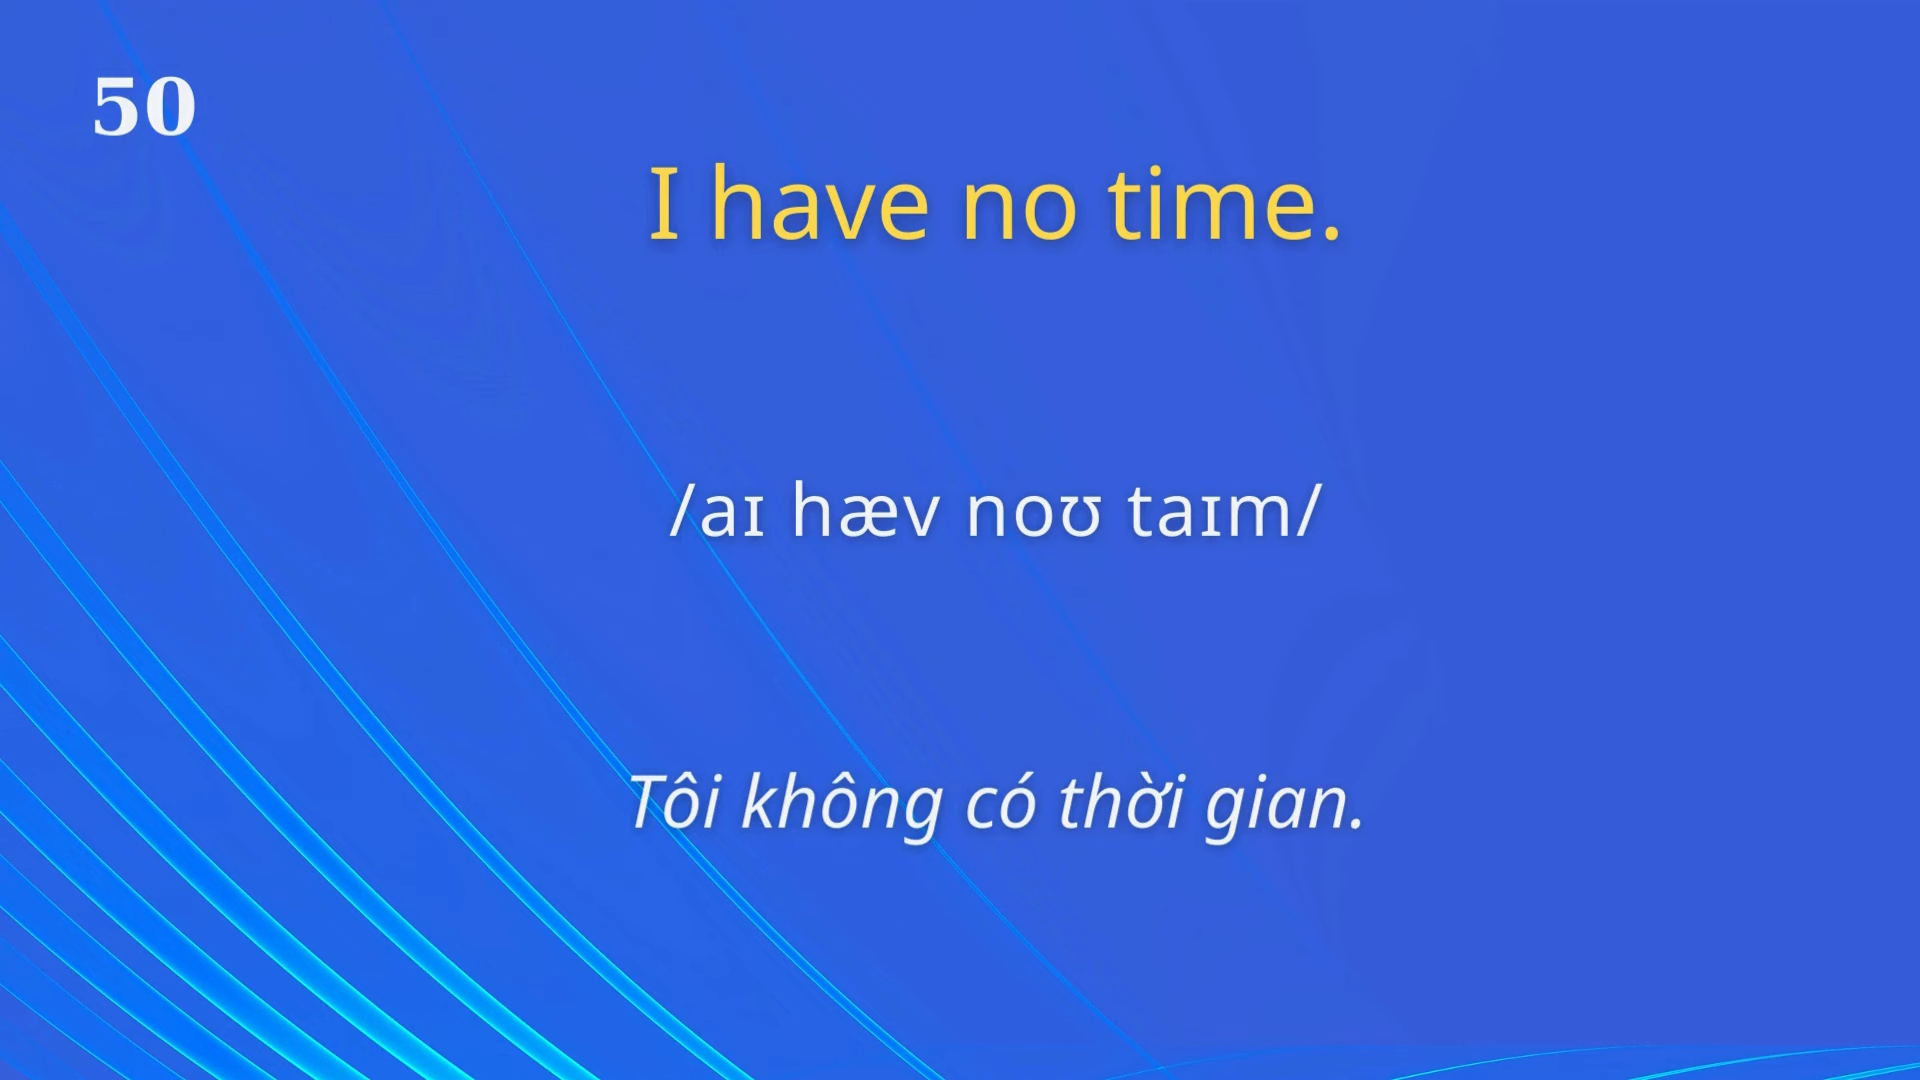 50
I have no time.
/aɪ hæv noʊ taɪm/
Tôi không có thời gian.